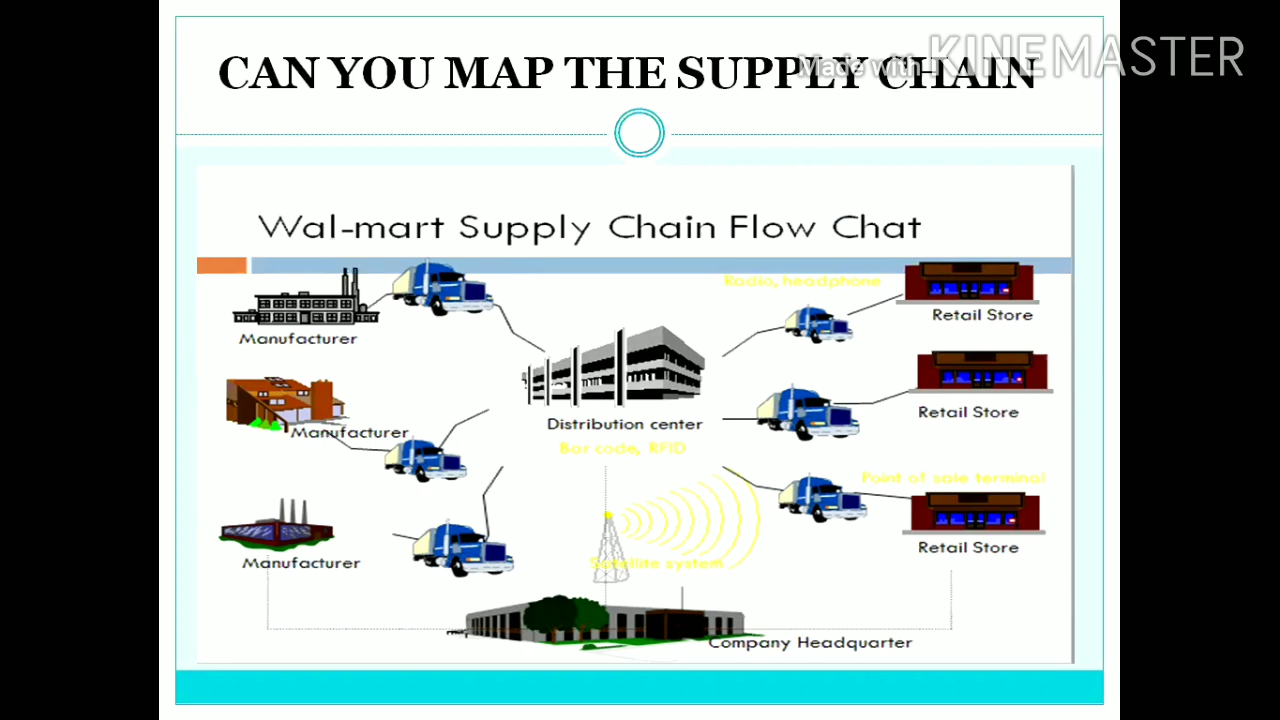 CAN YOU MAP THE SUPPLY CHAIN
Made with KINEMASTER
Wal-mart Supply Chain Flow Chat
Radio, headphone
Retail Store
Manufacturer
Retail Store
Distribution center
Manufacturer
Bar code, RFID
Point of sale terminal
Retail Store
Manufacturer
Satellite system
Company Headquarter